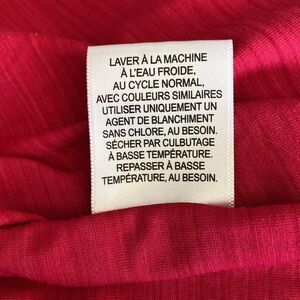 LAVER À LA MACHINE
À L'EAU FROIDE,
AU CYCLE NORMAL,
AVEC COULEURS SIMILAIRES
UTILISER UNIQUEMENT UN
AGENT DE BLANCHIMENT
SANS CHLORE, AU BESOIN.
SÉCHER PAR CULBUTAGE
À BASSE TEMPÉRATURE.
REPASSER À BASSE
TEMPÉRATURE, AU BESOIN.